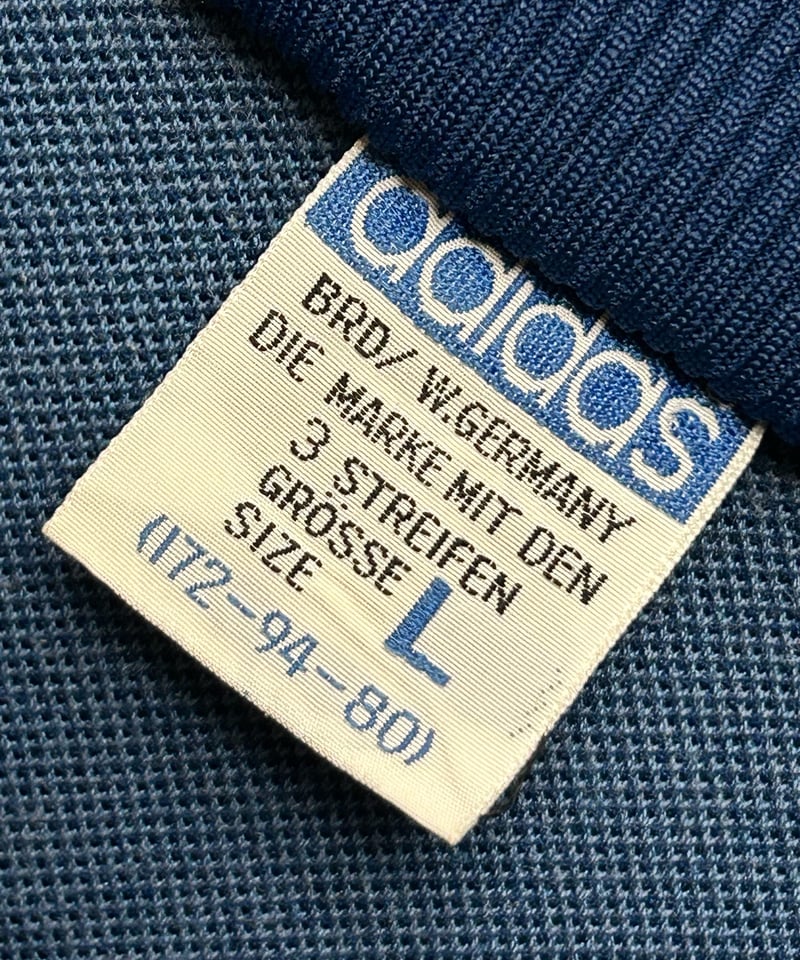 adidas
BRD/ W.GERMANY
DIE MARKE MIT DEN
3 STREIFEN
GRÖSSE
SIZE L
(172-94-80)